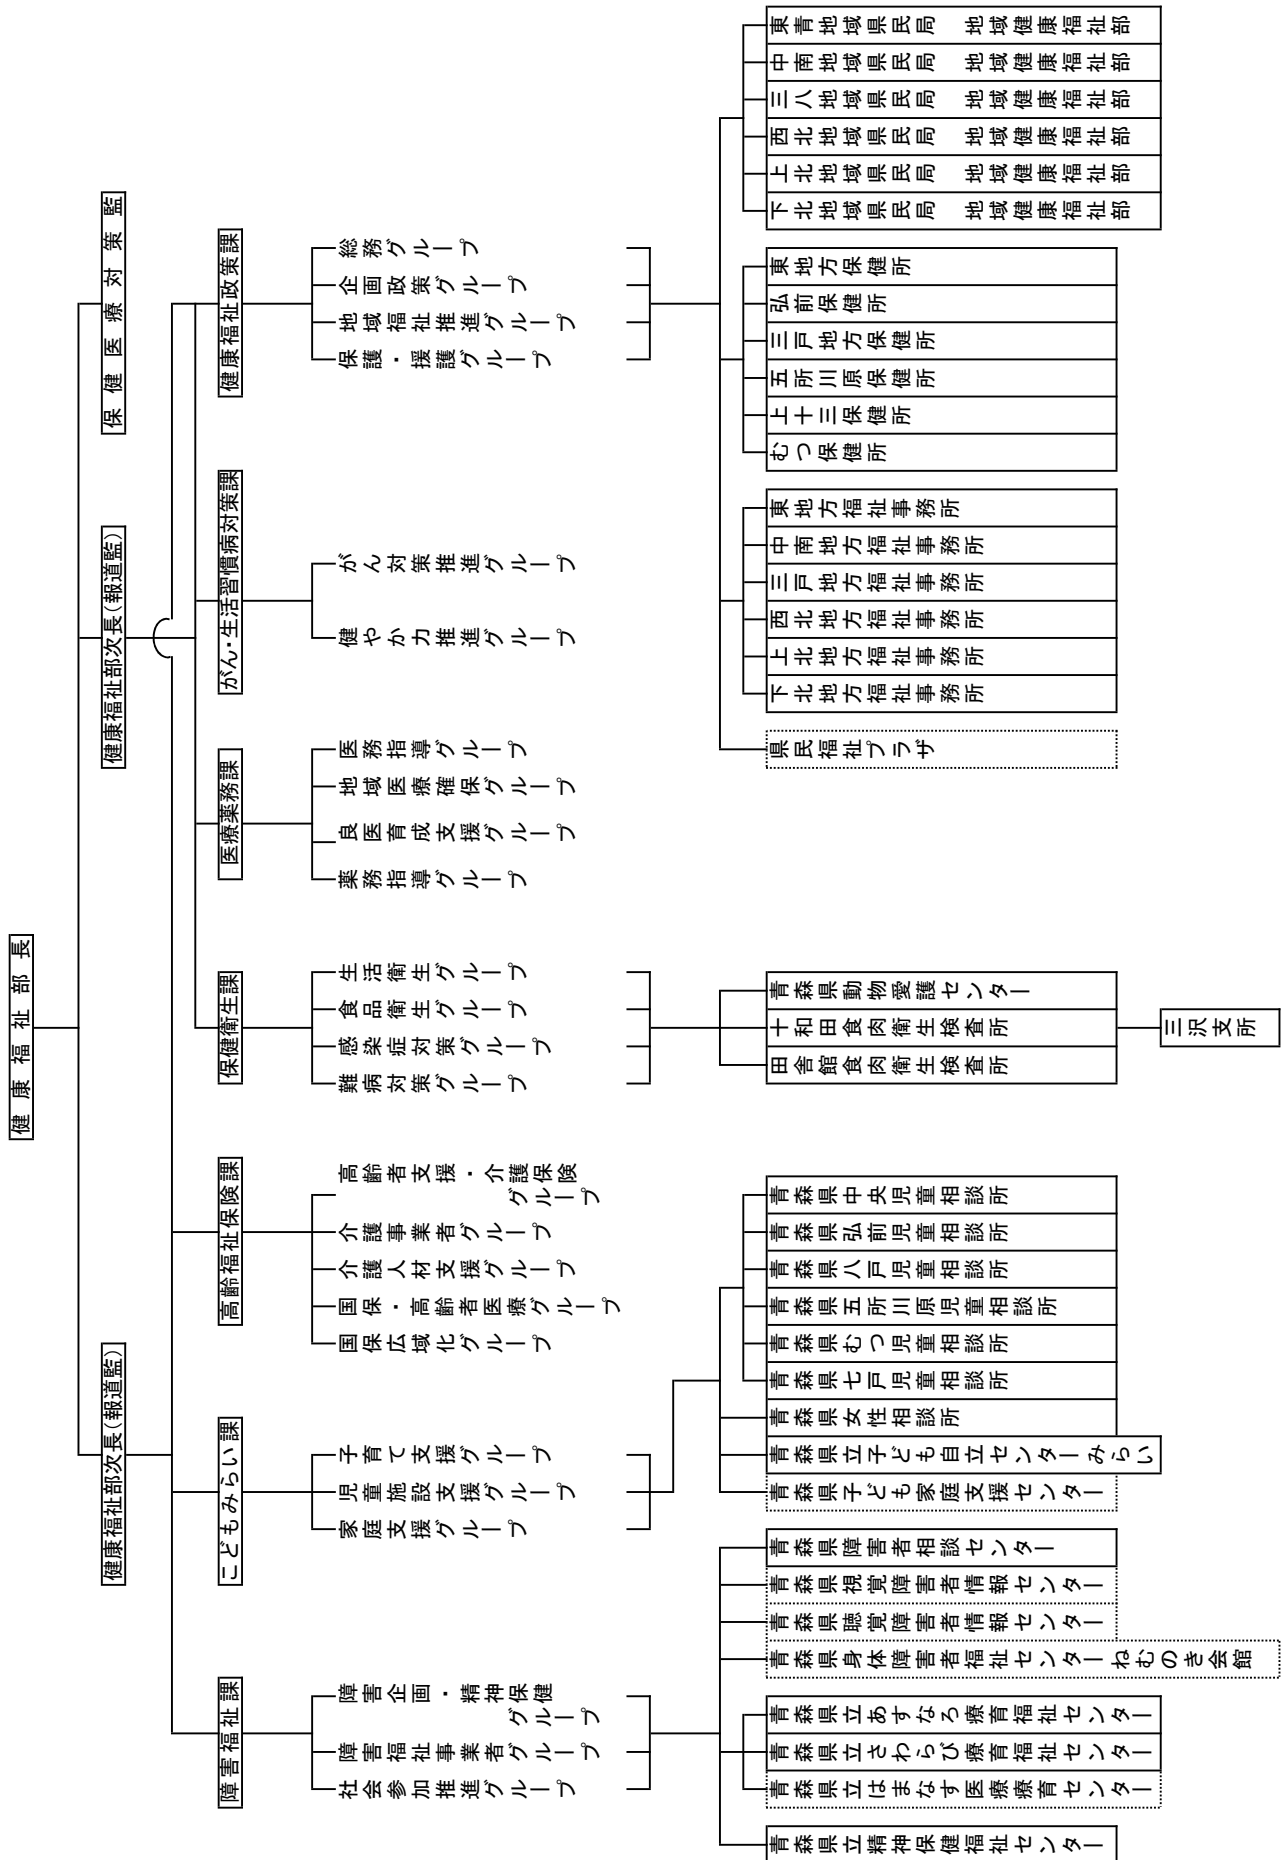 健康福祉部長
保健医療対策監
健康福祉部次長(報道監)
健康福祉部次長(報道監)
健康福祉政策課
総務グループ
企画政策グループ
地域福祉推進グループ
保護・援護グループ
東青地域県民局　地域健康福祉部
中南地域県民局　地域健康福祉部
三八地域県民局　地域健康福祉部
西北地域県民局　地域健康福祉部
上北地域県民局　地域健康福祉部
下北地域県民局　地域健康福祉部
東地方保健所
弘前保健所
三戸地方保健所
五所川原保健所
上十三保健所
むつ保健所
東地方福祉事務所
中南地方福祉事務所
三戸地方福祉事務所
西北地方福祉事務所
上北地方福祉事務所
下北地方福祉事務所
県民福祉プラザ
がん・生活習慣病対策課
がん対策推進グループ
健やか力推進グループ
医療薬務課
医務指導グループ
地域医療確保グループ
良医育成支援グループ
薬務指導グループ
保健衛生課
生活衛生グループ
食品衛生グループ
感染症対策グループ
難病対策グループ
青森県動物愛護センター
十和田食肉衛生検査所
三沢支所
田舎館食肉衛生検査所
高齢福祉保険課
高齢者支援・介護保険
グループ
介護事業者グループ
介護人材支援グループ
国保・高齢者医療グループ
国保広域化グループ
こどもみらい課
子育て支援グループ
児童施設支援グループ
家庭支援グループ
青森県中央児童相談所
青森県弘前児童相談所
青森県八戸児童相談所
青森県五所川原児童相談所
青森県むつ児童相談所
青森県七戸児童相談所
青森県女性相談所
青森県立子ども自立センターみらい
青森県子ども家庭支援センター
障害福祉課
障害企画・精神保健
グループ
障害福祉事業者グループ
社会参加推進グループ
青森県障害者相談センター
青森県視覚障害者情報センター
青森県聴覚障害者情報センター
青森県身体障害者福祉センターねむのき会館
青森県立あすなろ療育福祉センター
青森県立さわらび療育福祉センター
青森県立はまなす医療療育センター
青森県立精神保健福祉センター